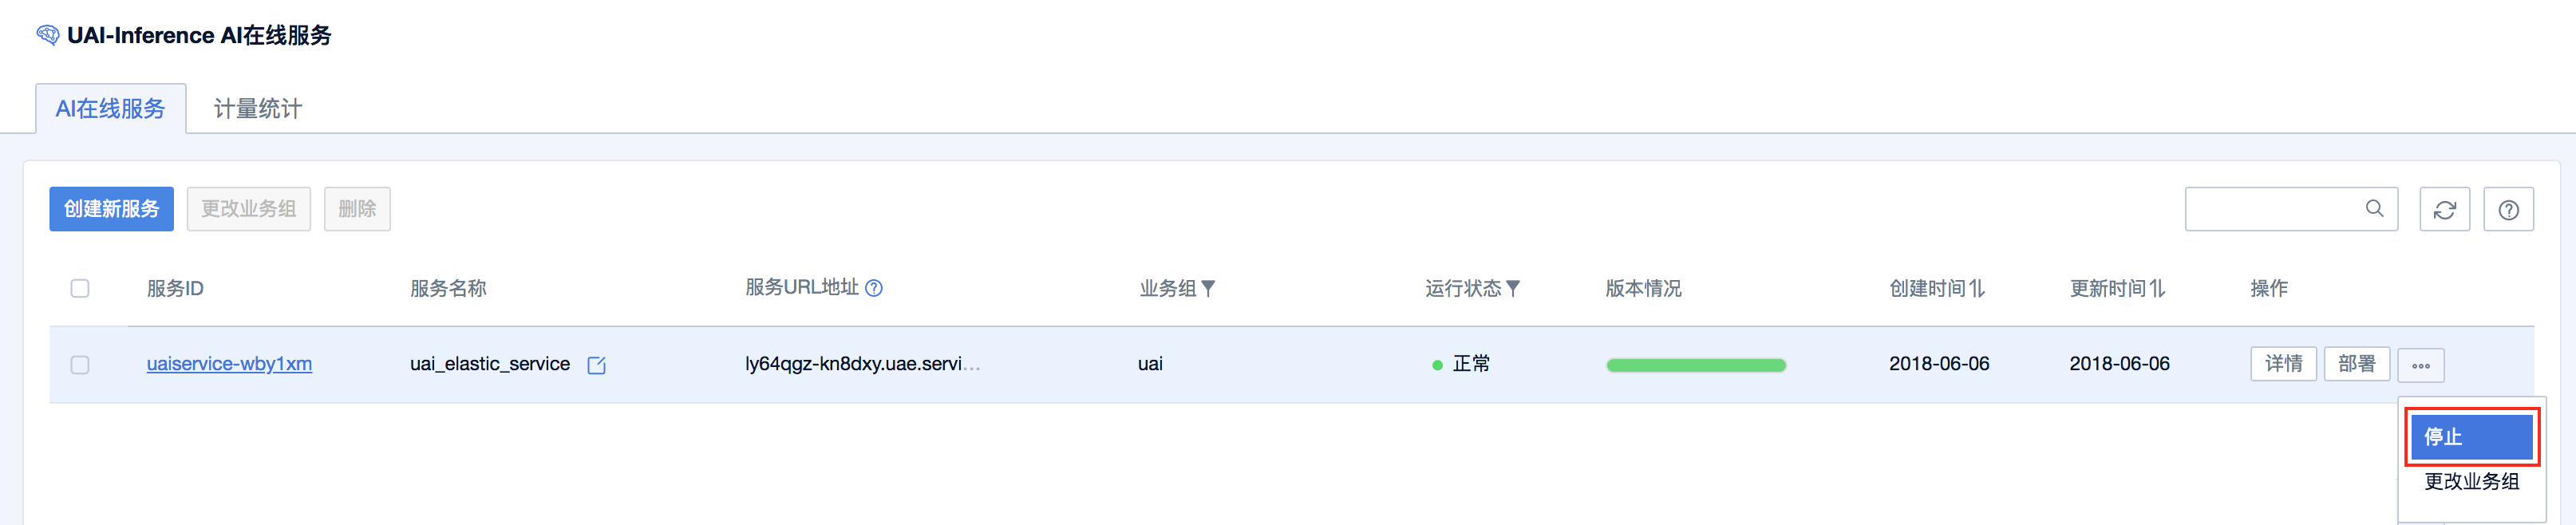 UAI-Inference AI在线服务
AI在线服务 计量统计
创建新服务 更改业务组 删除
服务ID 服务名称 服务URL地址 业务组 运行状态 版本情况 创建时间 更新时间 操作
uaiservice-wby1xm uai_elastic_service ly64qgz-kn8dxy.uae.servi... uai 正常 2018-06-06 2018-06-06 详情 部署
停止
更改业务组